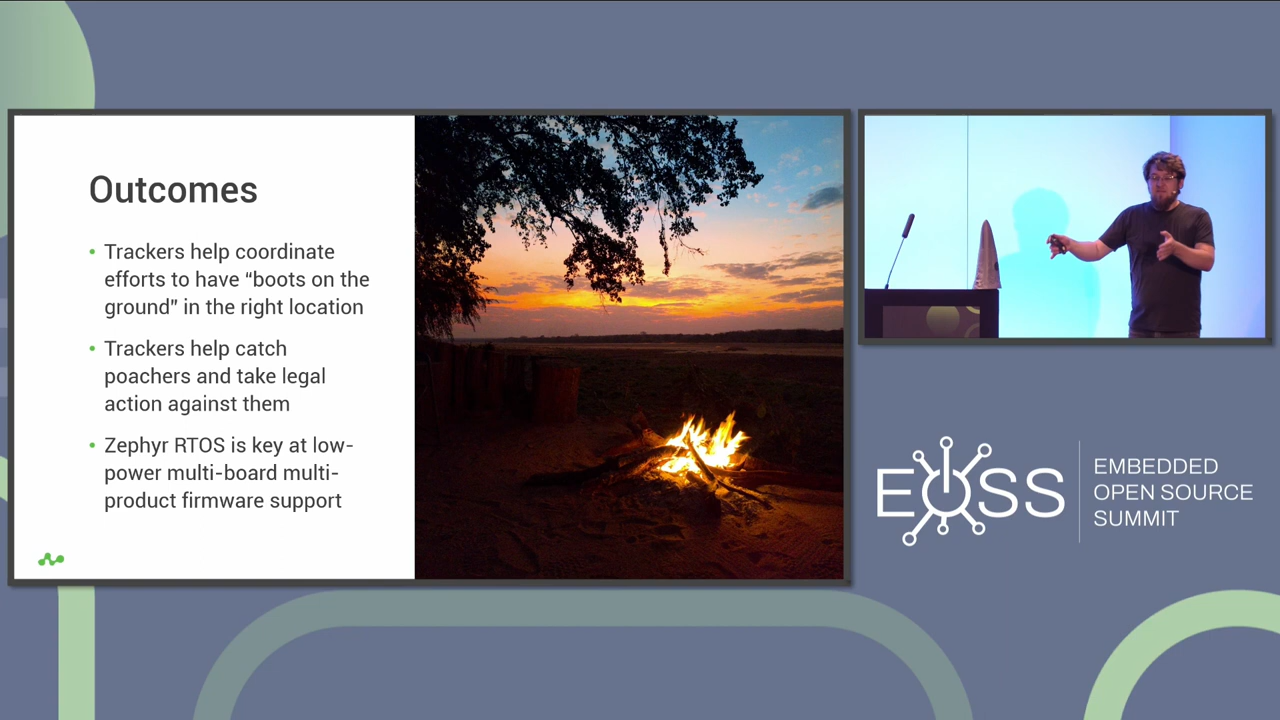 Outcomes
• Trackers help coordinate
efforts to have “boots on the
ground” in the right location
• Trackers help catch
poachers and take legal
action against them
• Zephyr RTOS is key at low-
power multi-board multi-
product firmware support
EOSS
EMBEDDED
OPEN SOURCE
SUMMIT